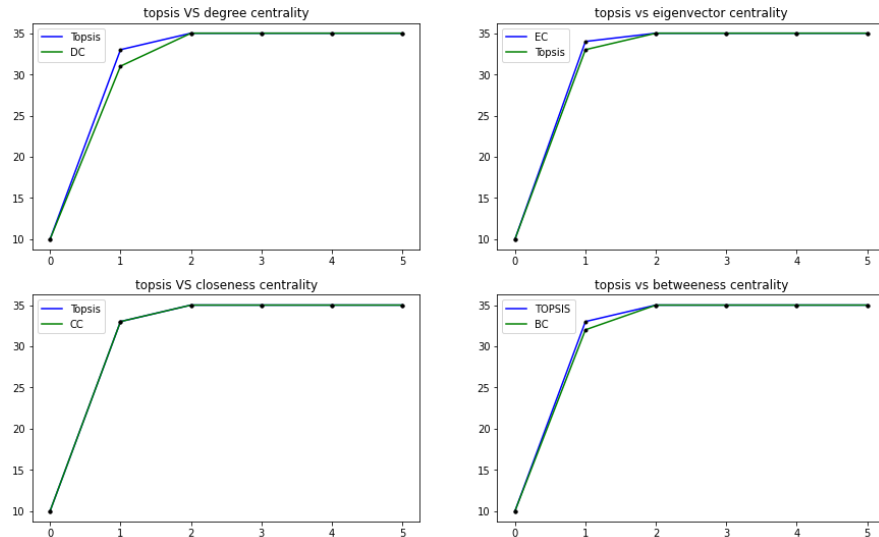 topsis VS degree centrality
Topsis
DC
35
30
25
20
15
10
0 1 2 3 4 5
topsis vs eigenvector centrality
EC
Topsis
35
30
25
20
15
10
0 1 2 3 4 5
topsis VS closeness centrality
Topsis
CC
35
30
25
20
15
10
0 1 2 3 4 5
topsis vs betweeness centrality
TOPSIS
BC
35
30
25
20
15
10
0 1 2 3 4 5